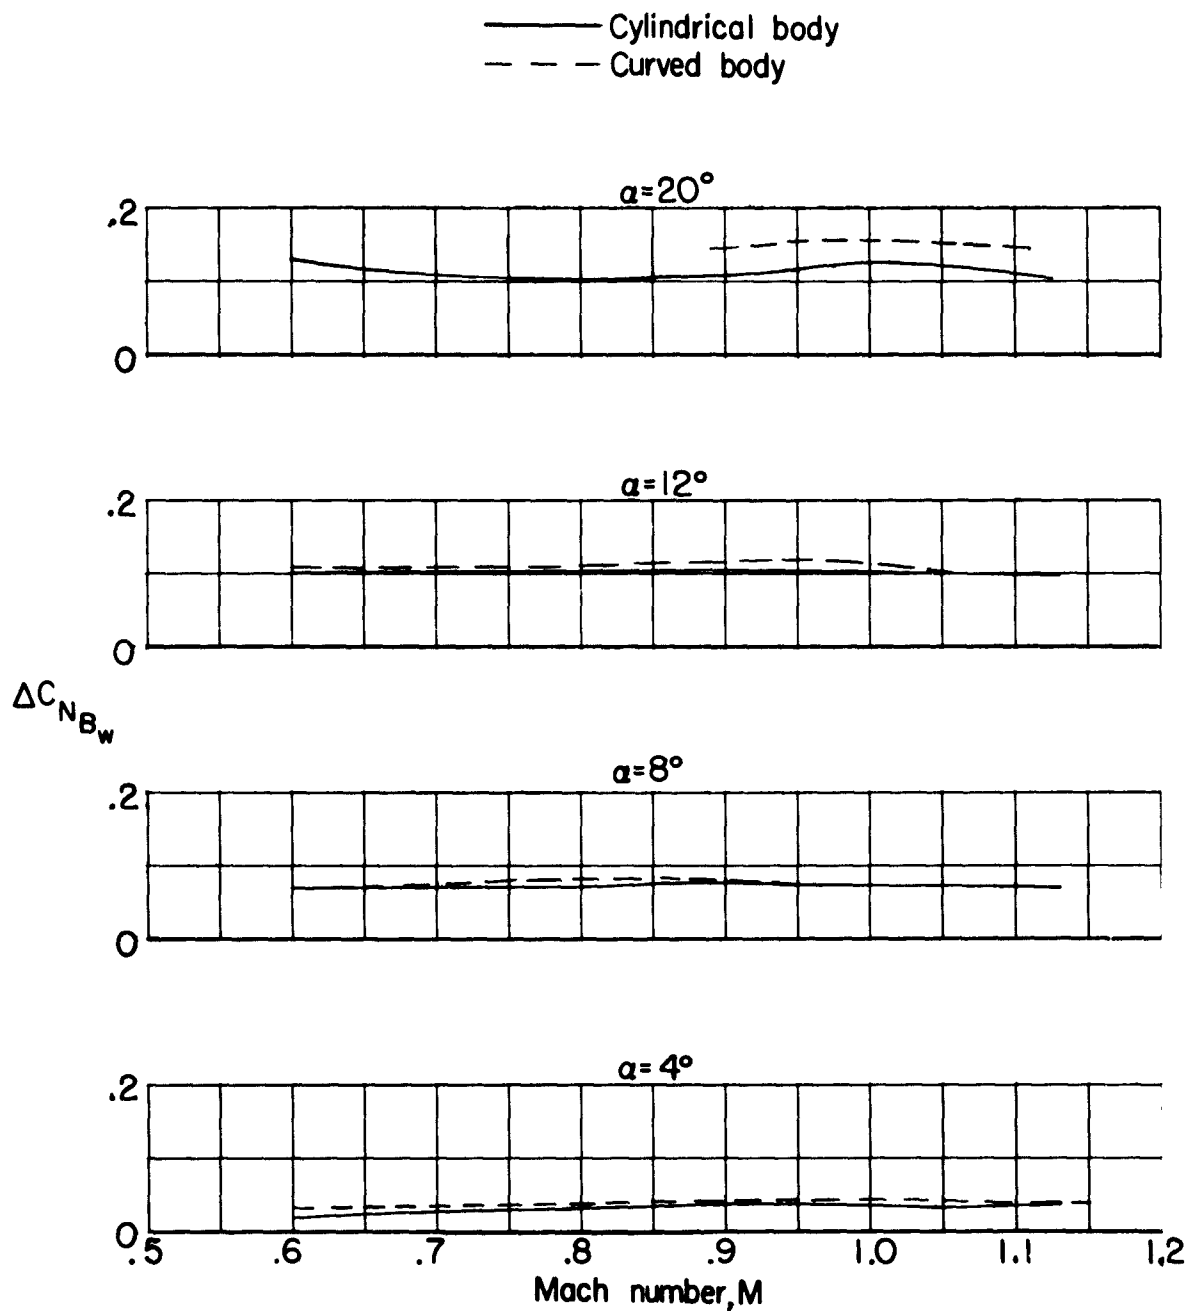 Cylindrical body
Curved body
α=20°
.2
0
α=12°
.2
0
ΔC_{N_{B_w}}
α=8°
.2
0
α=4°
.2
0
.5 .6 .7 .8 .9 1.0 1.1 1.2
Mach number, M